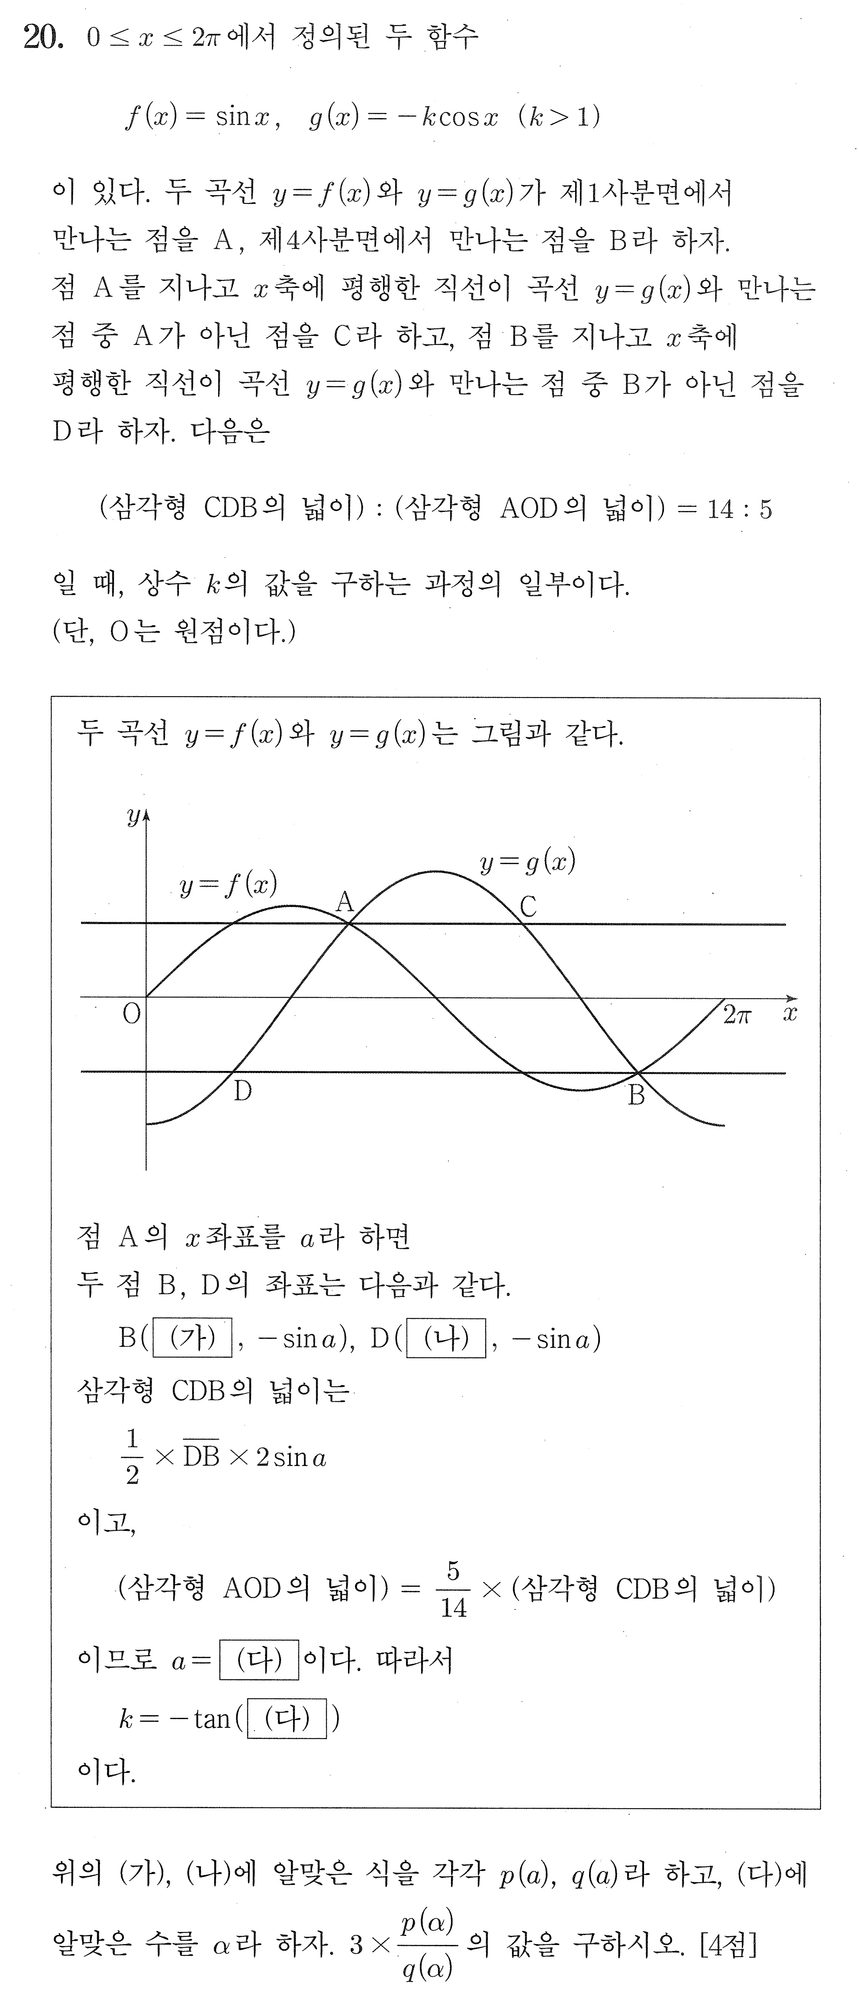 20. 0 ≤ x ≤ 2π에서 정의된 두 함수
f(x) = sin x, g(x) = −k cos x (k > 1)
이 있다. 두 곡선 y=f(x)와 y=g(x)가 제1사분면에서
만나는 점을 A, 제4사분면에서 만나는 점을 B라 하자.
점 A를 지나고 x축에 평행한 직선이 곡선 y=g(x)와 만나는
점 중 A가 아닌 점을 C라 하고, 점 B를 지나고 x축에
평행한 직선이 곡선 y=g(x)와 만나는 점 중 B가 아닌 점을
D라 하자. 다음은
(삼각형 CDB의 넓이) : (삼각형 AOD의 넓이) = 14 : 5
일 때, 상수 k의 값을 구하는 과정의 일부이다.
(단, O는 원점이다.)
두 곡선 y=f(x)와 y=g(x)는 그림과 같다.
y
y=g(x)
y=f(x)
A
C
O
2π
x
D
B
점 A의 x좌표를 a라 하면
두 점 B, D의 좌표는 다음과 같다.
B( (가) , −sin a), D( (나) , −sin a)
삼각형 CDB의 넓이는
1/2 × DB × 2 sin a
이고,
(삼각형 AOD의 넓이) = 5/14 × (삼각형 CDB의 넓이)
이므로 a= (다) 이다. 따라서
k = −tan( (다) )
이다.
위의 (가), (나)에 알맞은 식을 각각 p(a), q(a)라 하고, (다)에
알맞은 수를 α라 하자. 3 × p(α)/q(α) 의 값을 구하시오. [4점]